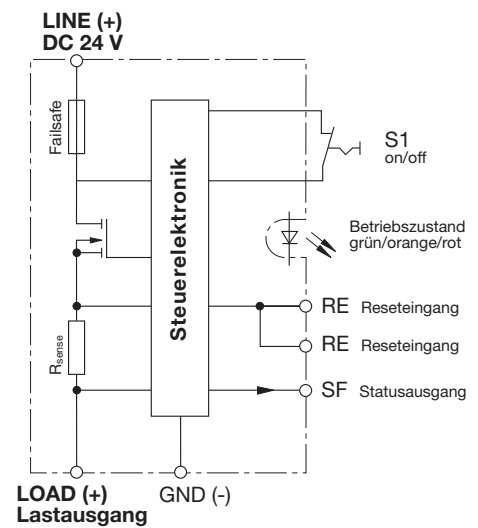 LINE (+)
DC 24 V
Failsafe
S1
on/off
Steuerelektronik
Betriebszustand
grün/orange/rot
RE Reseteingang
Rsense
RE Reseteingang
SF Statusausgang
LOAD (+)
Lastausgang
GND (-)